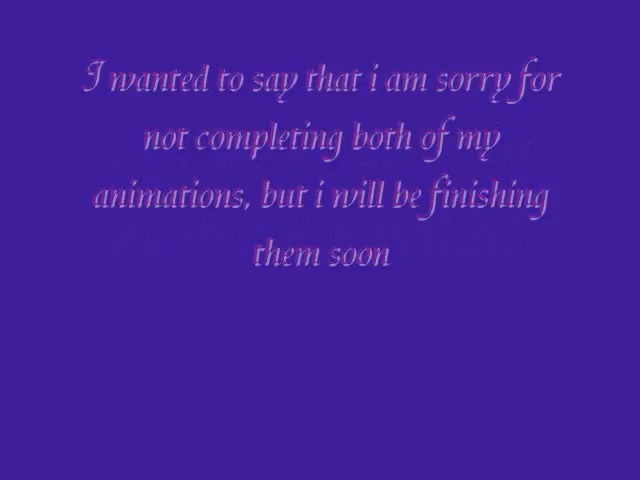 I wanted to say that i am sorry for
not completing both of my
animations, but i will be finishing
them soon